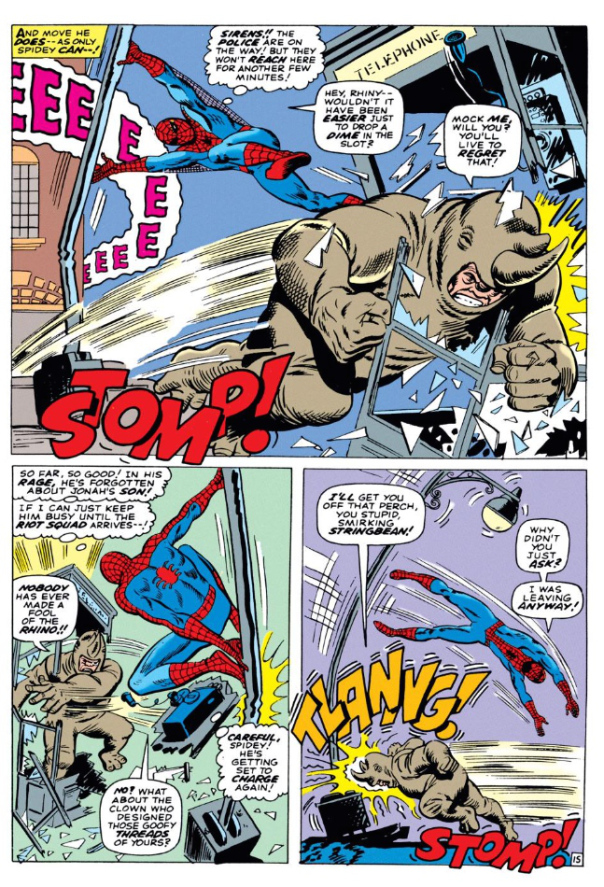 AND MOVE HE
DOES--AS ONLY
SPIDEY CAN--!
EEE
EEEEEEE
SIRENS!! THE
POLICE ARE ON
THE WAY! BUT THEY
WON'T REACH HERE
FOR ANOTHER FEW
MINUTES!
TELEPHONE
HEY, RHINY--
WOULDN'T IT
HAVE BEEN
EASIER JUST
TO DROP A
DIME IN THE
SLOT?
MOCK ME,
WILL YOU?
YOU'LL
LIVE TO
REGRET
THAT!
STOMP!
SO FAR, SO GOOD! IN HIS
RAGE, HE'S FORGOTTEN
ABOUT JONAH'S SON!
IF I CAN JUST KEEP
HIM BUSY UNTIL THE
RIOT SQUAD ARRIVES--!
NOBODY
HAS EVER
MADE A
FOOL
OF THE
RHINO!!
CAREFUL,
SPIDEY!
HE'S
GETTING
SET TO
CHARGE
AGAIN!
NO? WHAT
ABOUT THE
CLOWN WHO
DESIGNED
THOSE GOOFY
THREADS
OF YOURS?
I'LL GET YOU
OFF THAT PERCH,
YOU STUPID
SMIRKING
STRINGBEAN!
WHY
DIDN'T
YOU
JUST
ASK?
I WAS
LEAVING
ANYWAY!
KLANNG!
STOMP!
15